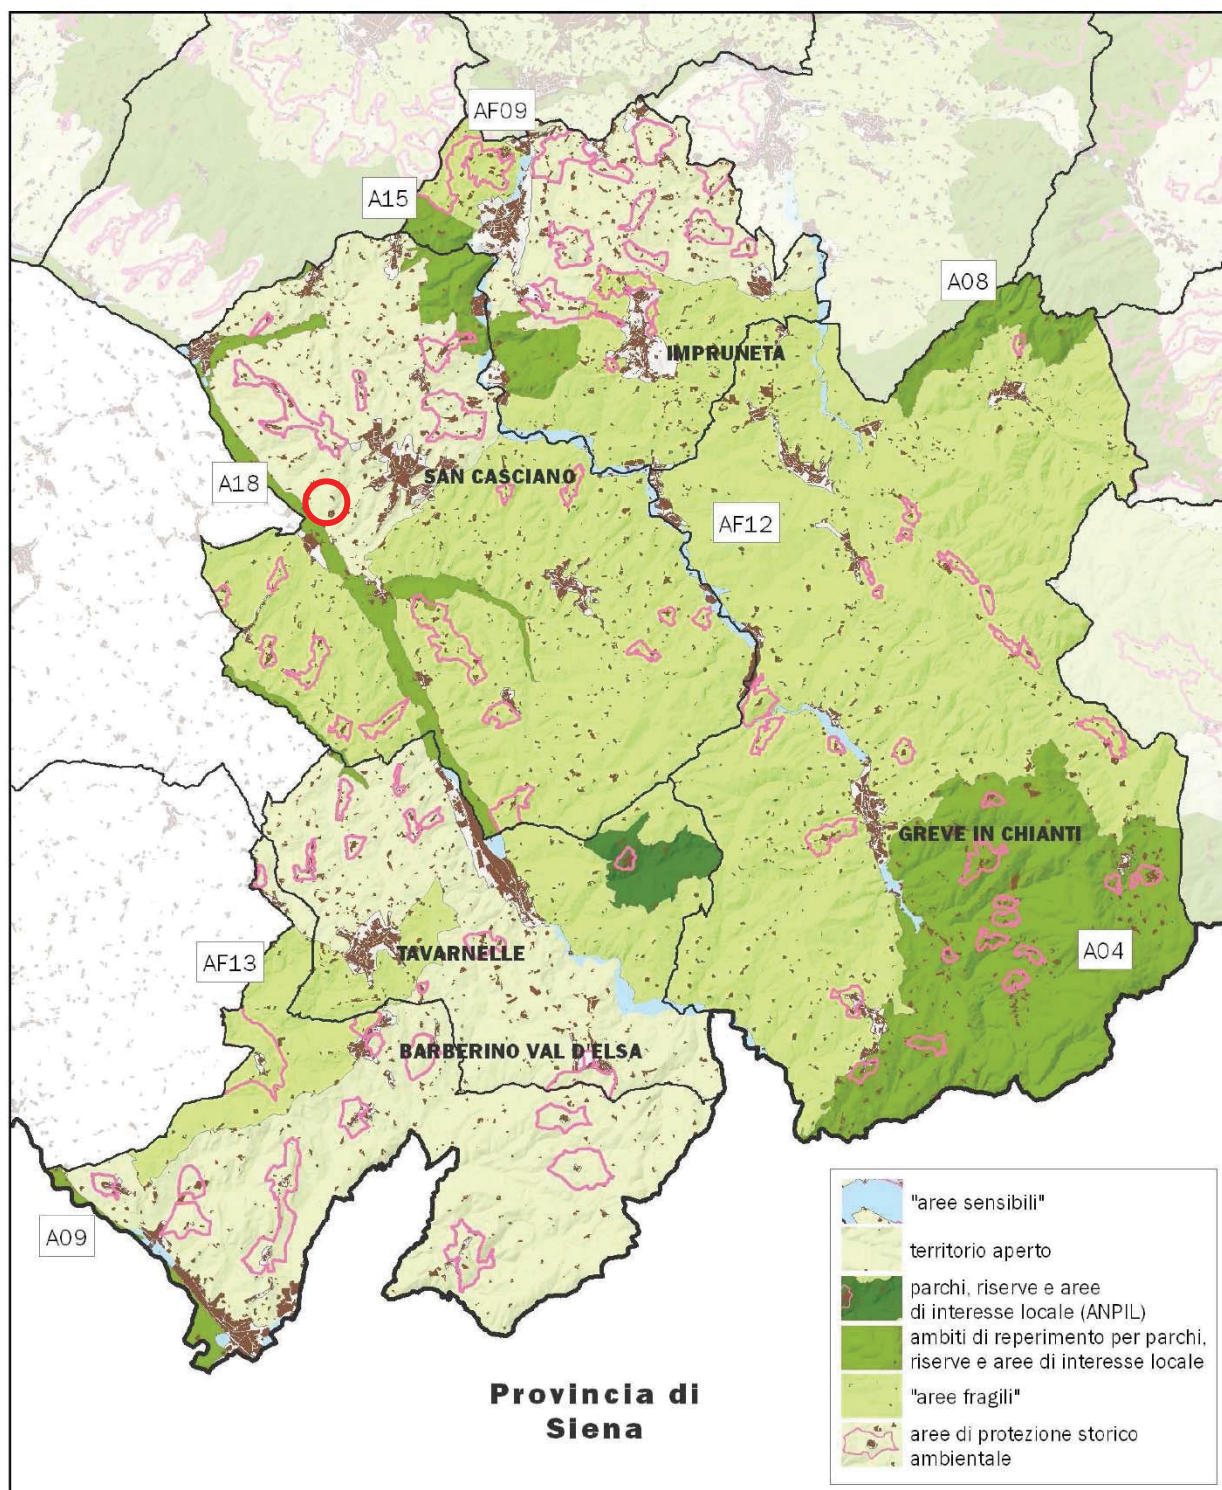 AF09
A15
A08
IMPRUNETA
A18
SAN CASCIANO
AF12
GREVE IN CHIANTI
AF13
TAVARNELLE
A04
BARBERINO VAL D'ELSA
A09
Provincia di
Siena
"aree sensibili"
territorio aperto
parchi, riserve e aree
di interesse locale (ANPIL)
ambiti di reperimento per parchi,
riserve e aree di interesse locale
"aree fragili"
aree di protezione storico
ambientale